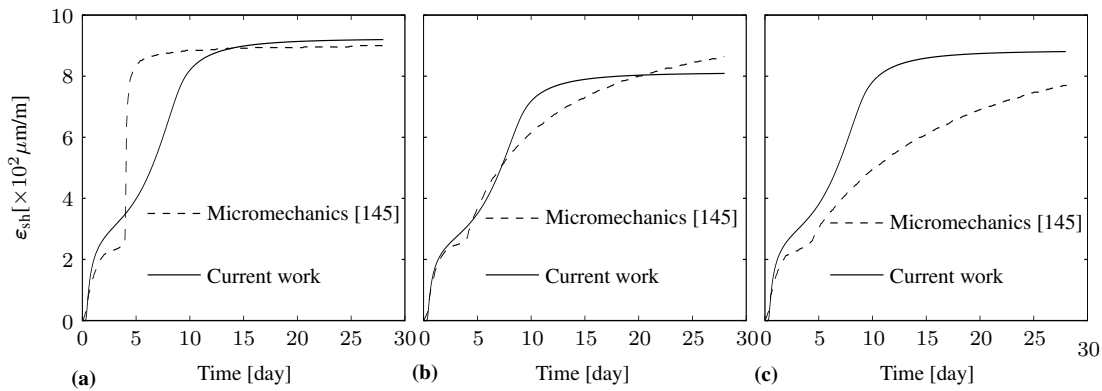 10
8
6
4
2
0
ε_sh[×10² μm/m]
Micromechanics [145]
Current work
0 5 10 15 20 25 30
Time [day]
(a)
Micromechanics [145]
Current work
0 5 10 15 20 25 30
Time [day]
(b)
Micromechanics [145]
Current work
0 5 10 15 20 25 30
30
Time [day]
(c)